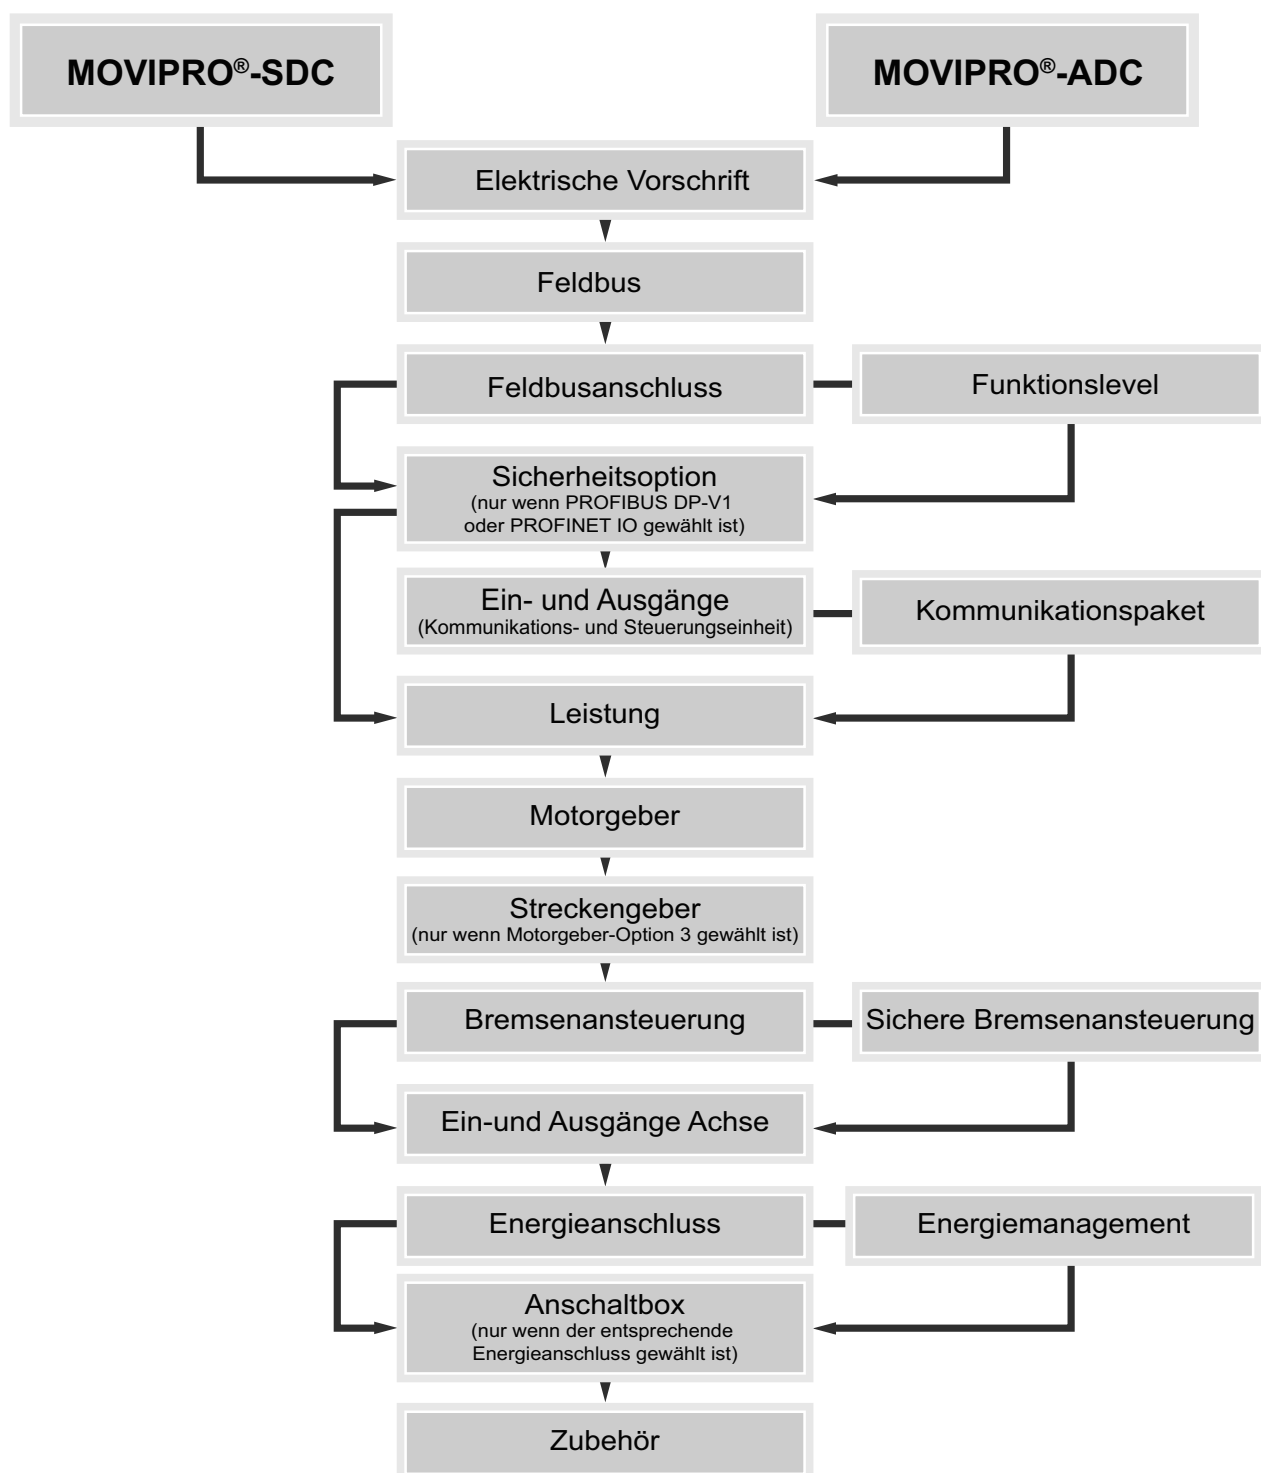 MOVIPRO®-SDC
MOVIPRO®-ADC
Elektrische Vorschrift
Feldbus
Feldbusanschluss
Funktionslevel
Sicherheitsoption
(nur wenn PROFIBUS DP-V1
oder PROFINET IO gewählt ist)
Ein- und Ausgänge
(Kommunikations- und Steuerungseinheit)
Kommunikationspaket
Leistung
Motorgeber
Streckengeber
(nur wenn Motorgeber-Option 3 gewählt ist)
Bremsenansteuerung
Sichere Bremsenansteuerung
Ein-und Ausgänge Achse
Energieanschluss
Energiemanagement
Anschaltbox
(nur wenn der entsprechende
Energieanschluss gewählt ist)
Zubehör